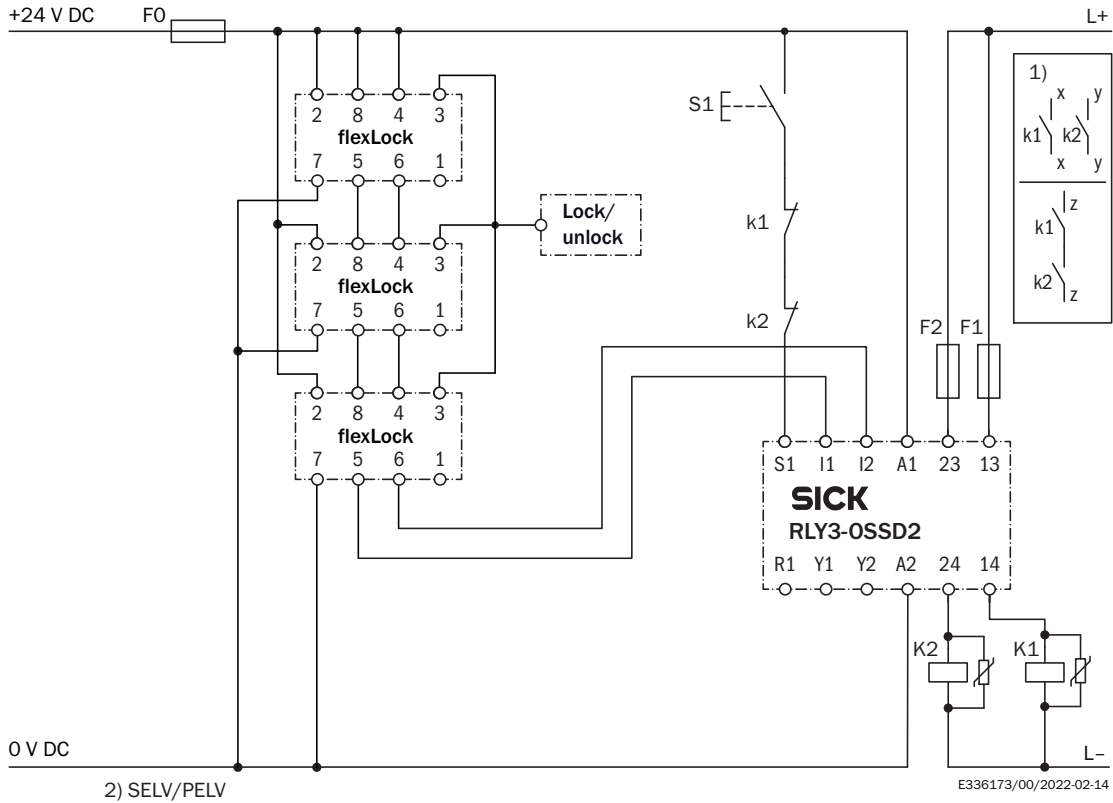 +24 V DC F0 L+
1)
x y
k1 k2
x y
z
k1
k2
z
S1
2 8 4 3
flexLock
7 5 6 1
Lock/
unlock
k1
2 8 4 3
flexLock
7 5 6 1
k2
F2 F1
2 8 4 3
flexLock
7 5 6 1
S1 I1 I2 A1 23 13
SICK
RLY3-OSSD2
R1 Y1 Y2 A2 24 14
K2 K1
0 V DC L–
2) SELV/PELV
E336173/00/2022-02-14